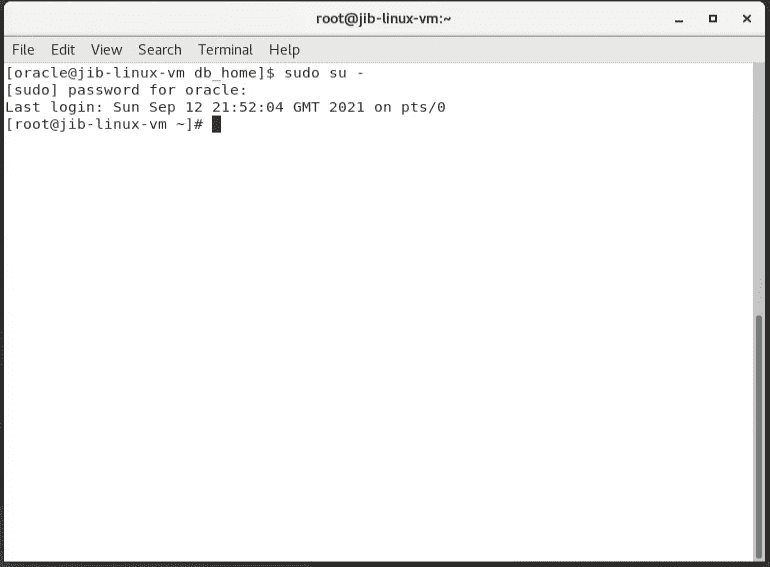 root@jib-linux-vm:~
File Edit View Search Terminal Help
[oracle@jib-linux-vm db_home]$ sudo su -
[sudo] password for oracle:
Last login: Sun Sep 12 21:52:04 GMT 2021 on pts/0
[root@jib-linux-vm ~]#